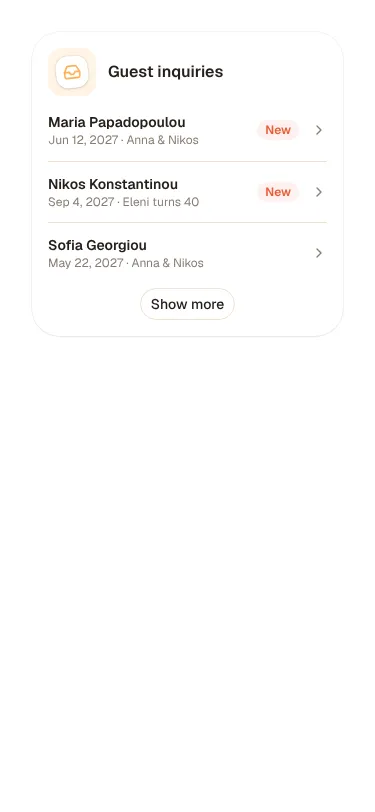 Guest inquiries
Maria Papadopoulou
New
Jun 12, 2027 · Anna & Nikos
Nikos Konstantinou
New
Sep 4, 2027 · Eleni turns 40
Sofia Georgiou
May 22, 2027 · Anna & Nikos
Show more